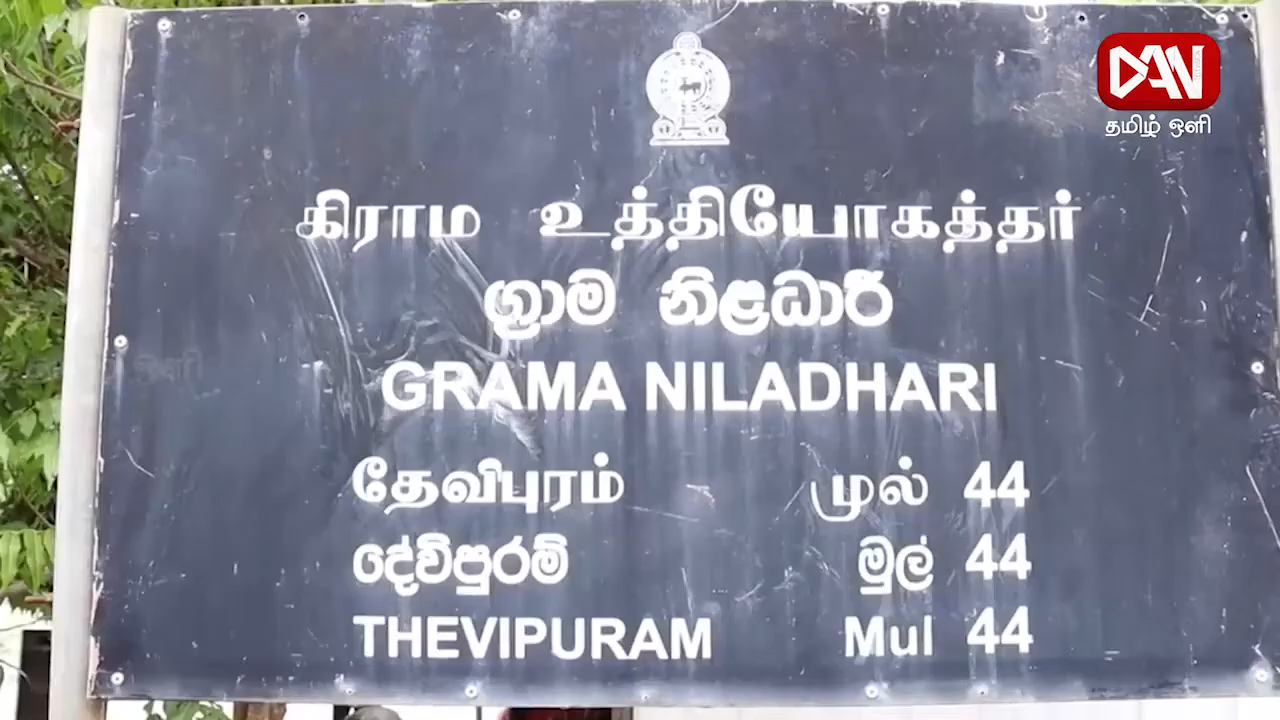 DAN
தமிழ் ஒளி
கிராம உத்தியோகத்தர்
ග්‍රාම නිලධාරී
GRAMA NILADHARI
தேவிபுரம் முல் 44
දේවිපුරම් මුල් 44
THEVIPURAM Mul 44